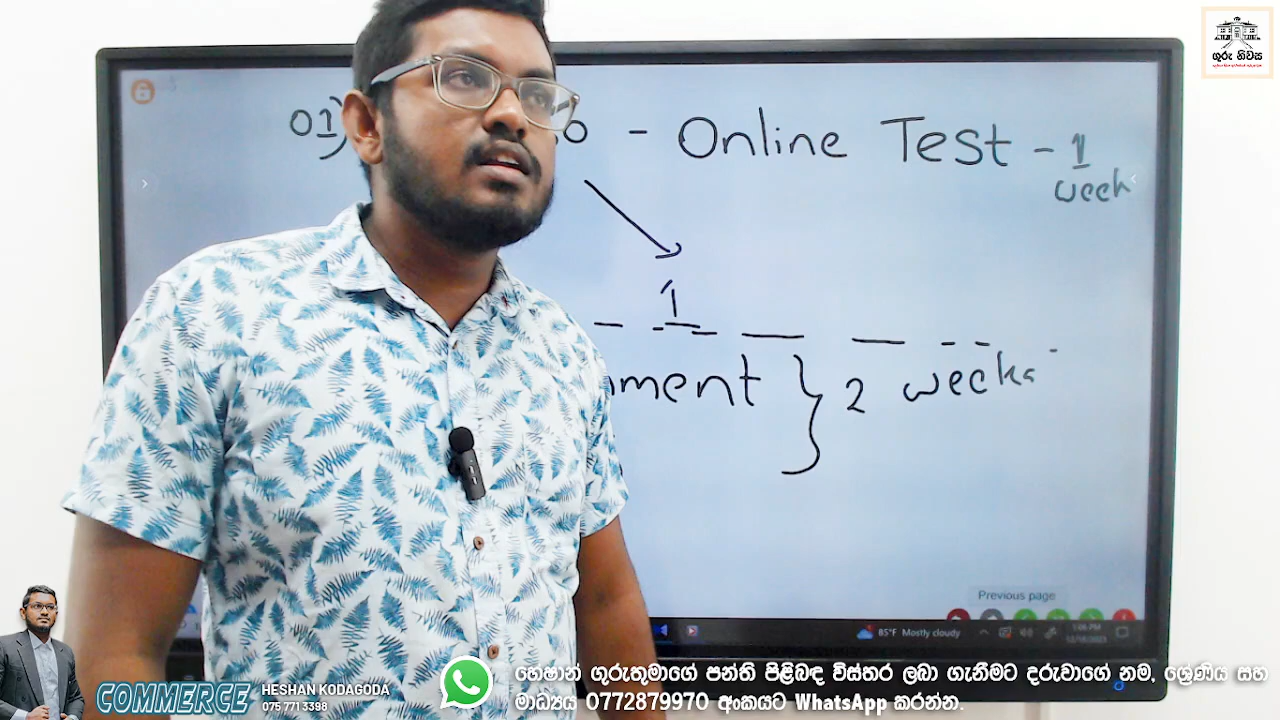 ගුරු නිවස
01) - Online Test - 1
week
1
ment } 2 weeks
Previous page
85°F Mostly cloudy
COMMERCE
HESHAN KODAGODA
075 771 3398
හේෂාන් ගුරුතුමාගේ පන්ති පිළිබඳ විස්තර ලබා ගැනීමට දරුවාගේ නම, ශ්‍රේණිය සහ
මාධ්‍යය 0772879970 අංකයට WhatsApp කරන්න.